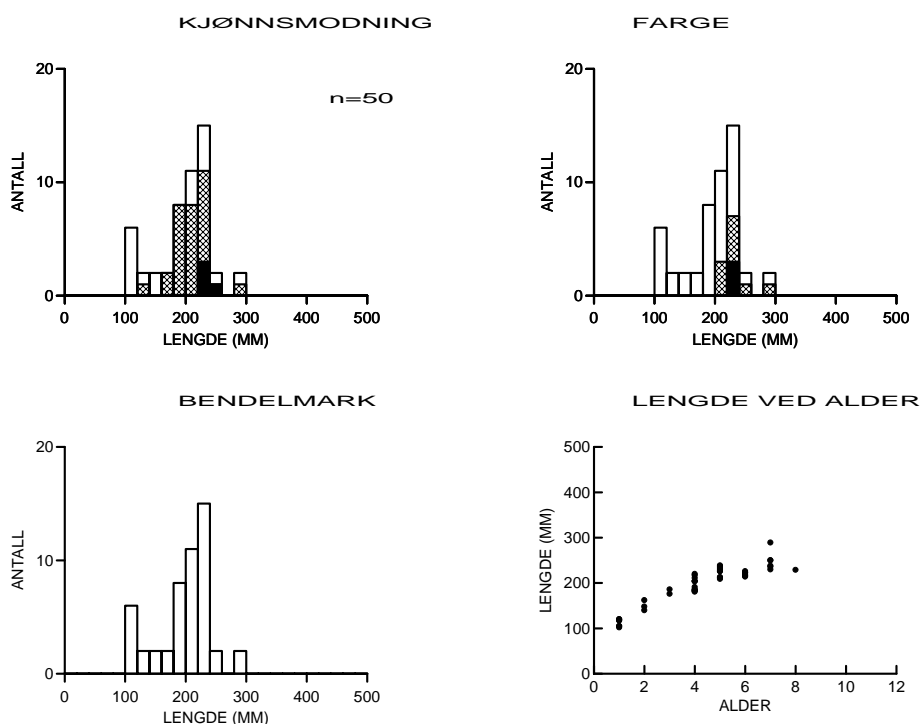 KJØNNSMODNING
20
10
0
ANTALL
n=50
0 100 200 300 400 500
LENGDE (MM)
FARGE
20
10
0
ANTALL
0 100 200 300 400 500
LENGDE (MM)
BENDELMARK
20
10
0
ANTALL
0 100 200 300 400 500
LENGDE (MM)
LENGDE VED ALDER
500
400
300
200
100
0
LENGDE (MM)
0 2 4 6 8 10 12
ALDER